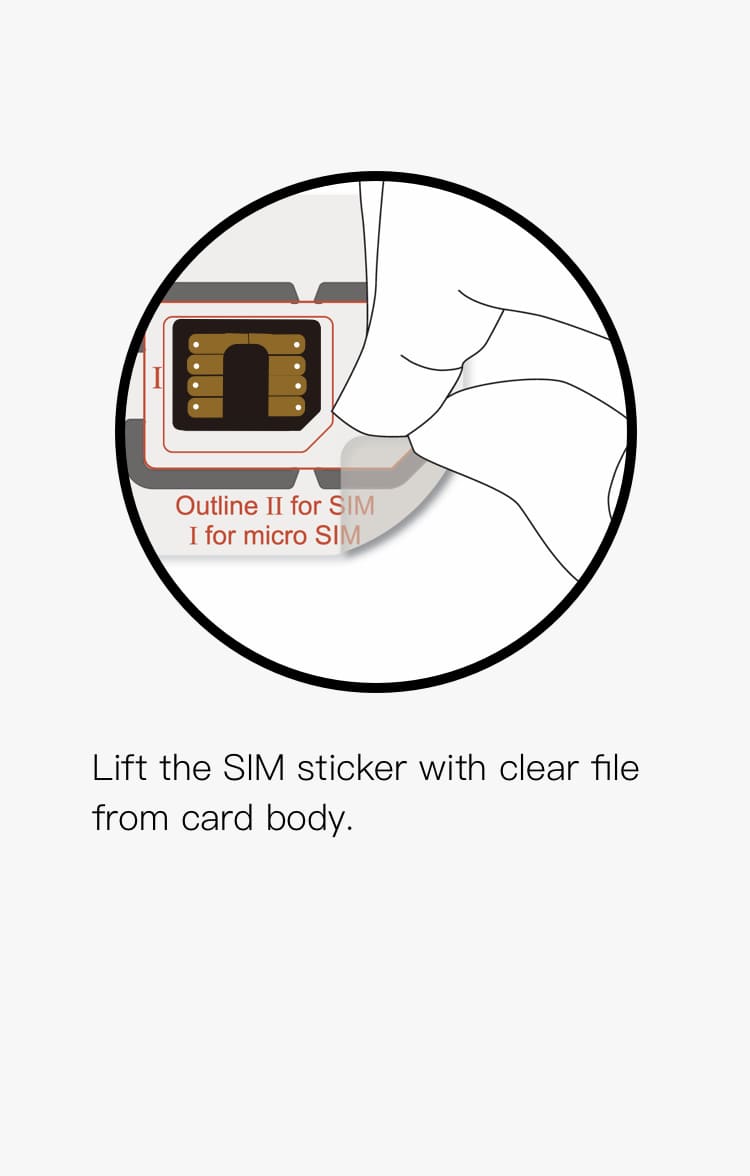 I
Outline II for SIM
I for micro SIM
Lift the SIM sticker with clear file
from card body.